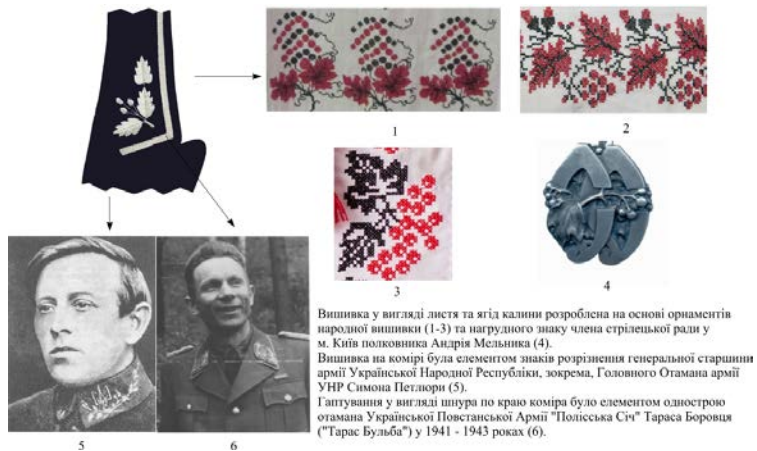 1
2
3
4
Вишивка у вигляді листя та ягід калини розроблена на основі орнаментів
народної вишивки (1-3) та нагрудного знаку члена стрілецької ради у
м. Київ полковника Андрія Мельника (4).
Вишивка на комірі була елементом знаків розрізнення генеральної старшини
армії Української Народної Республіки, зокрема, Головного Отамана армії
УНР Симона Петлюри (5).
Гаптування у вигляді шнура по краю коміра було елементом однострою
отамана Української Повстанської Армії "Поліська Січ" Тараса Боровця
("Тарас Бульба") у 1941 - 1943 роках (6).
5
6